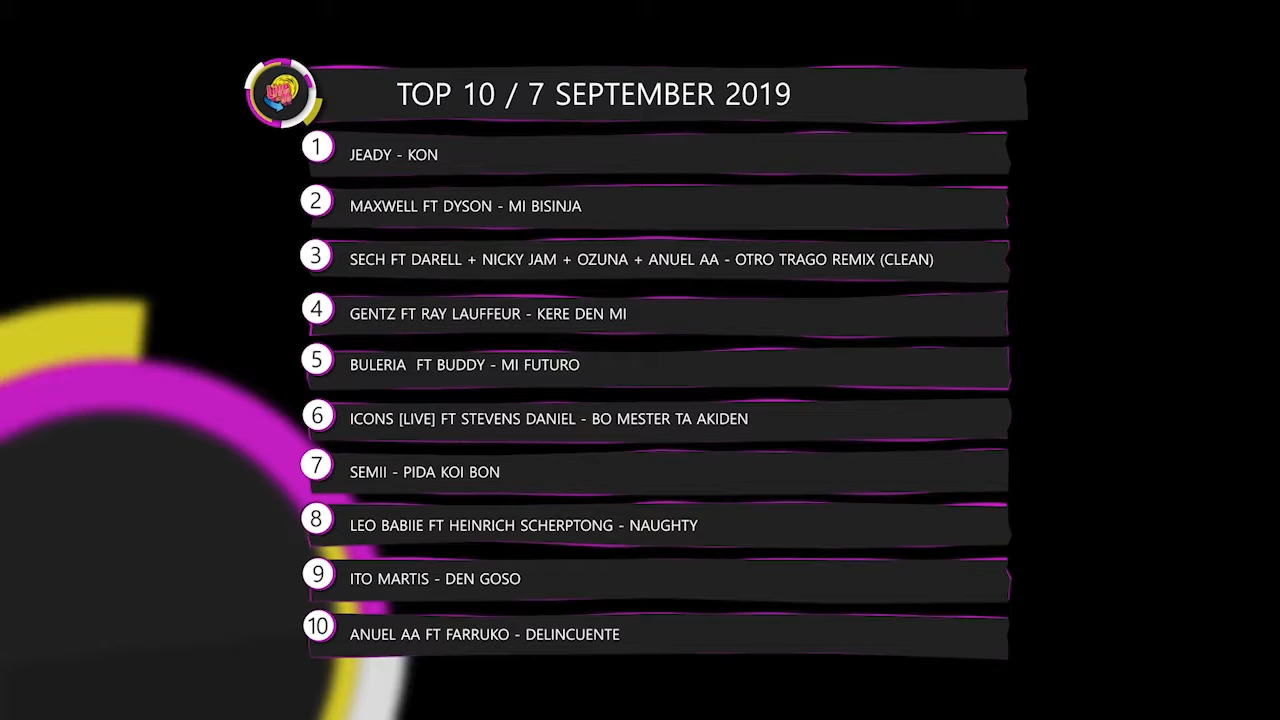 TOP 10 / 7 SEPTEMBER 2019
1 JEADY - KON
2 MAXWELL FT DYSON - MI BISINJA
3 SECH FT DARELL + NICKY JAM + OZUNA + ANUEL AA - OTRO TRAGO REMIX (CLEAN)
4 GENTZ FT RAY LAUFFEUR - KERE DEN MI
5 BULERIA  FT BUDDY - MI FUTURO
6 ICONS [LIVE] FT STEVENS DANIEL - BO MESTER TA AKIDEN
7 SEMII - PIDA KOI BON
8 LEO BABIIE FT HEINRICH SCHERPTONG - NAUGHTY
9 ITO MARTIS - DEN GOSO
10 ANUEL AA FT FARRUKO - DELINCUENTE